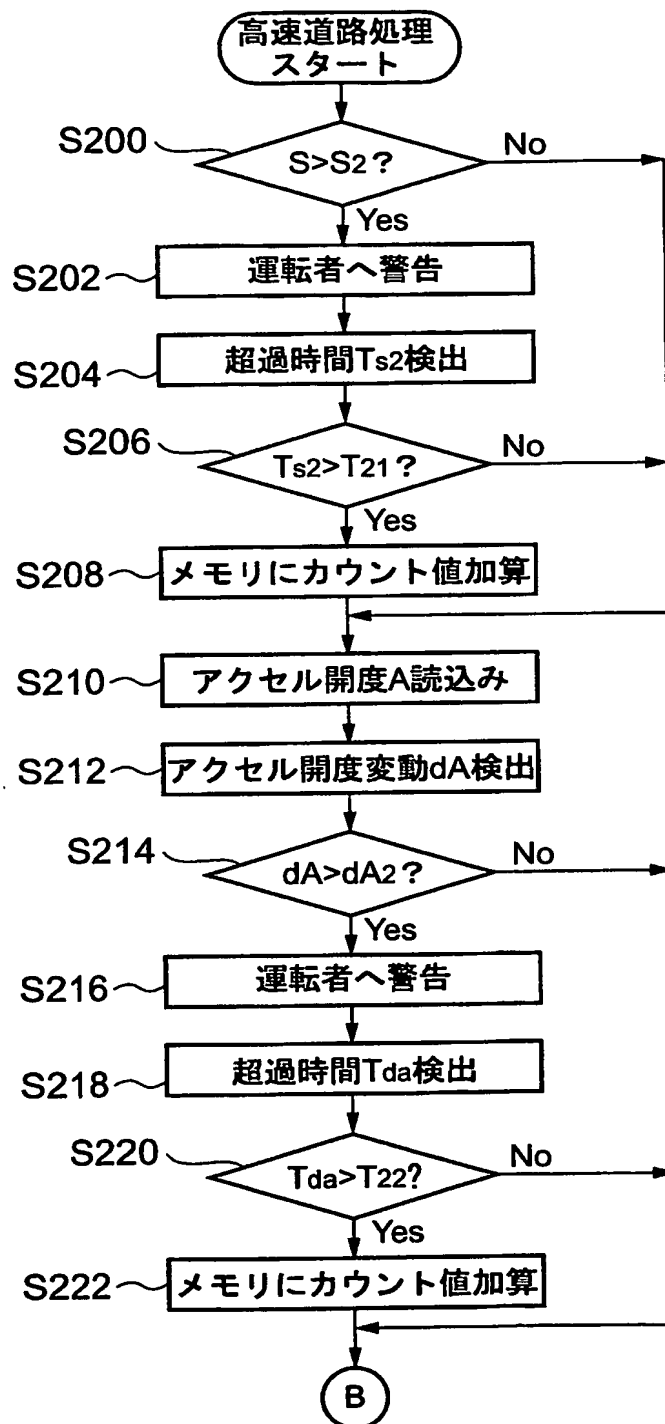 高速道路処理
スタート
S200
S>S2?
No
Yes
S202
運転者へ警告
S204
超過時間Ts2検出
S206
Ts2>T21?
No
Yes
S208
メモリにカウント値加算
S210
アクセル開度A読込み
S212
アクセル開度変動dA検出
S214
dA>dA2?
No
Yes
S216
運転者へ警告
S218
超過時間Tda検出
S220
Tda>T22?
No
Yes
S222
メモリにカウント値加算
B